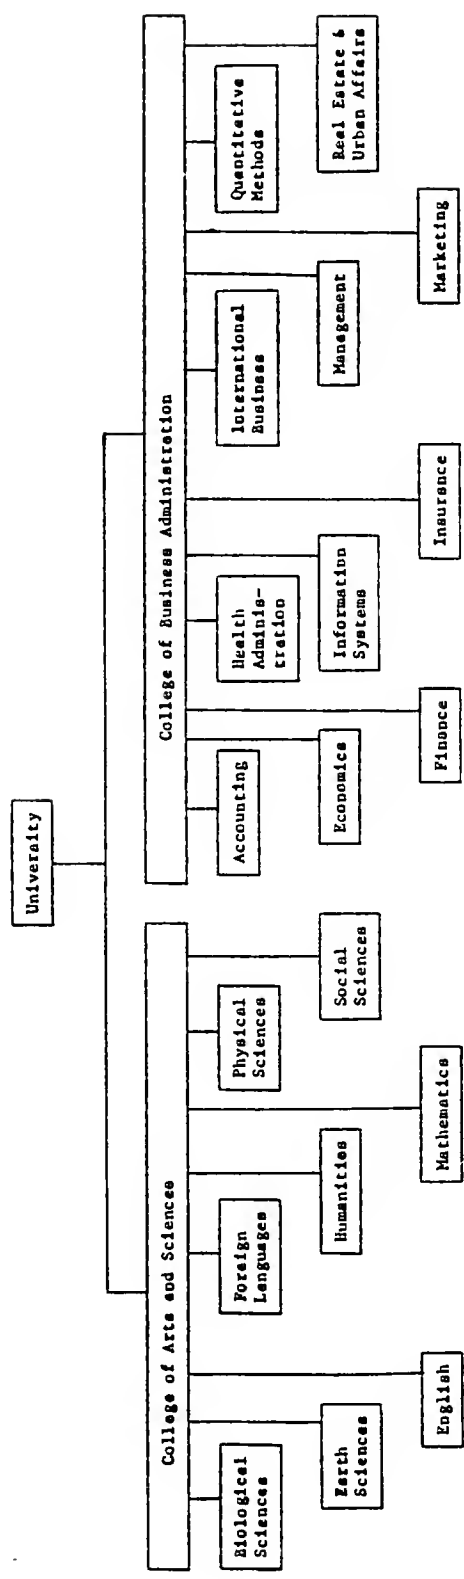 University
College of Arts and Sciences
College of Business Administration
Biological
Sciences
Earth
Sciences
English
Foreign
Languages
Humanities
Mathematics
Physical
Sciences
Social
Sciences
Accounting
Economics
Finance
Health
Adminis-
tration
Information
Systems
Insurance
International
Business
Management
Marketing
Quantitative
Methods
Real Estate &
Urban Affairs